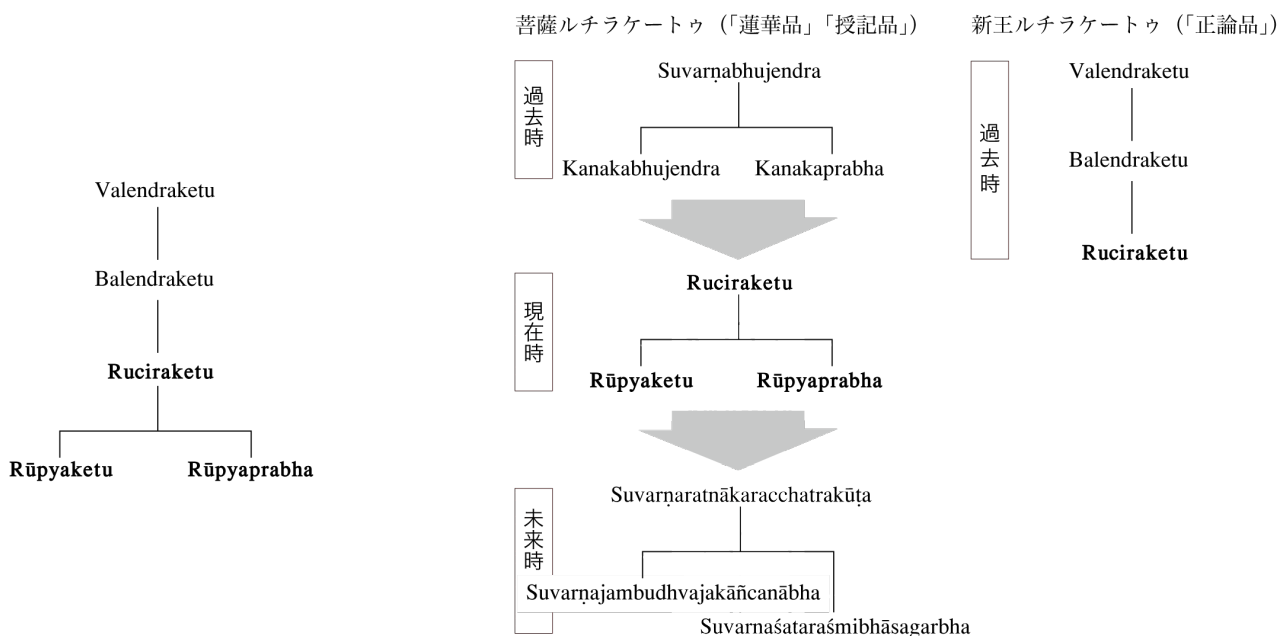 Valendraketu
Balendraketu
Ruciraketu
Rūpyaketu Rūpyaprabha
菩薩ルチラケートゥ（「蓮華品」「授記品」）
過去時
Suvarṇabhujendra
Kanakabhujendra Kanakaprabha
現在時
Ruciraketu
Rūpyaketu Rūpyaprabha
未来時
Suvarṇaratnākaracchatrakūṭa
Suvarṇajambudhvajakāñcanābha
Suvarnaśataraśmibhāsagarbha
新王ルチラケートゥ（「正論品」）
過去時
Valendraketu
Balendraketu
Ruciraketu